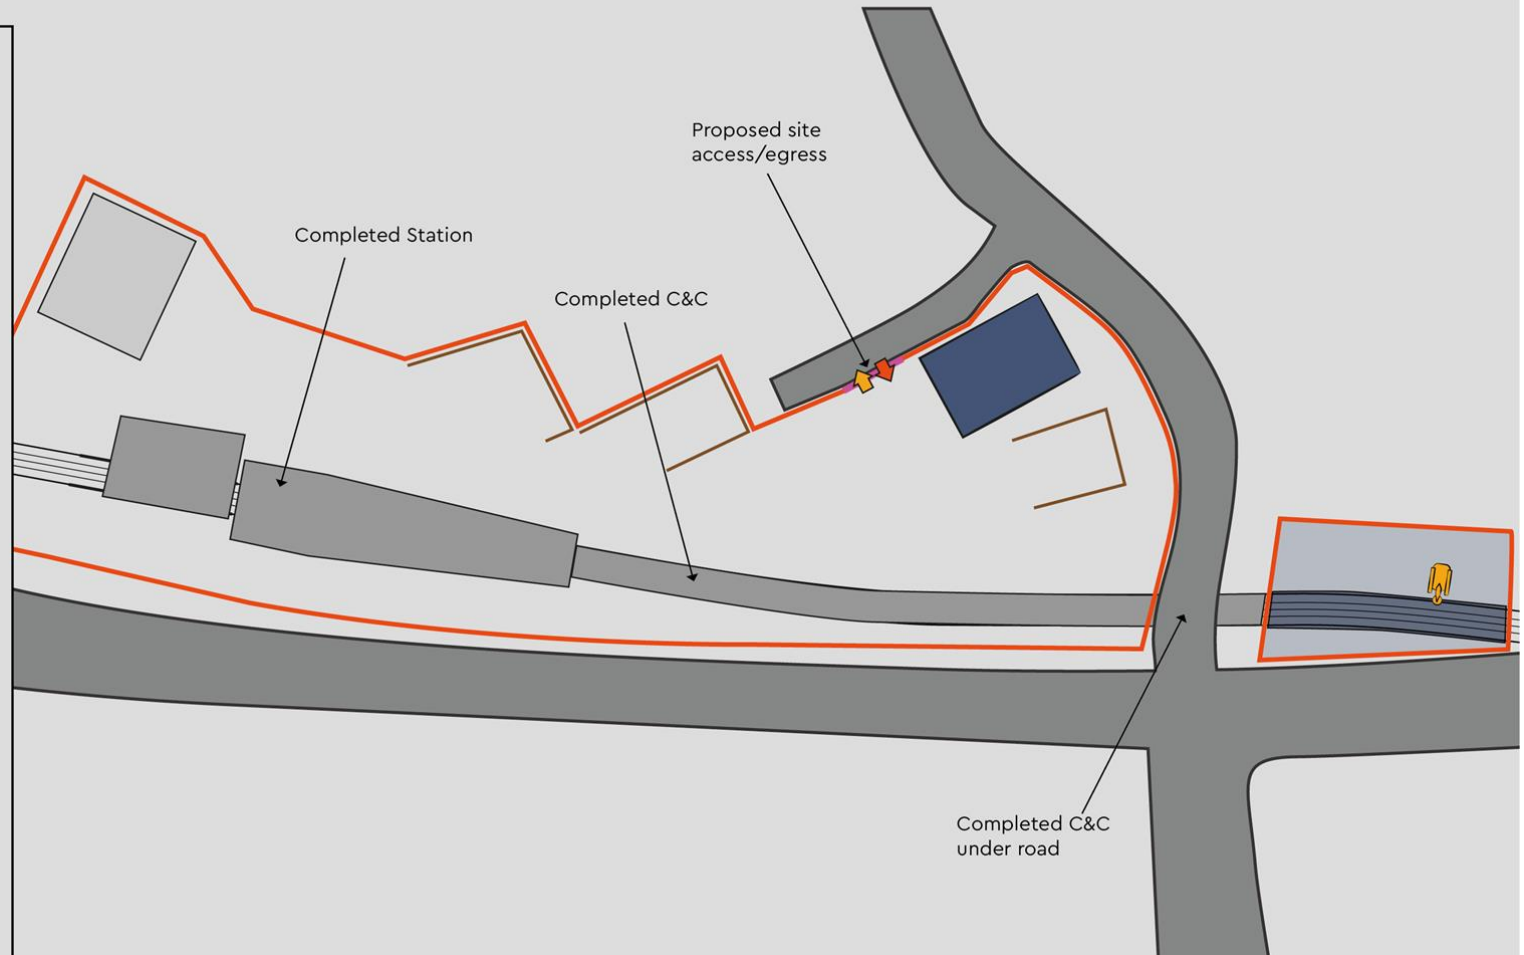 Proposed site
access/egress
Completed Station
Completed C&C
Completed C&C
under road